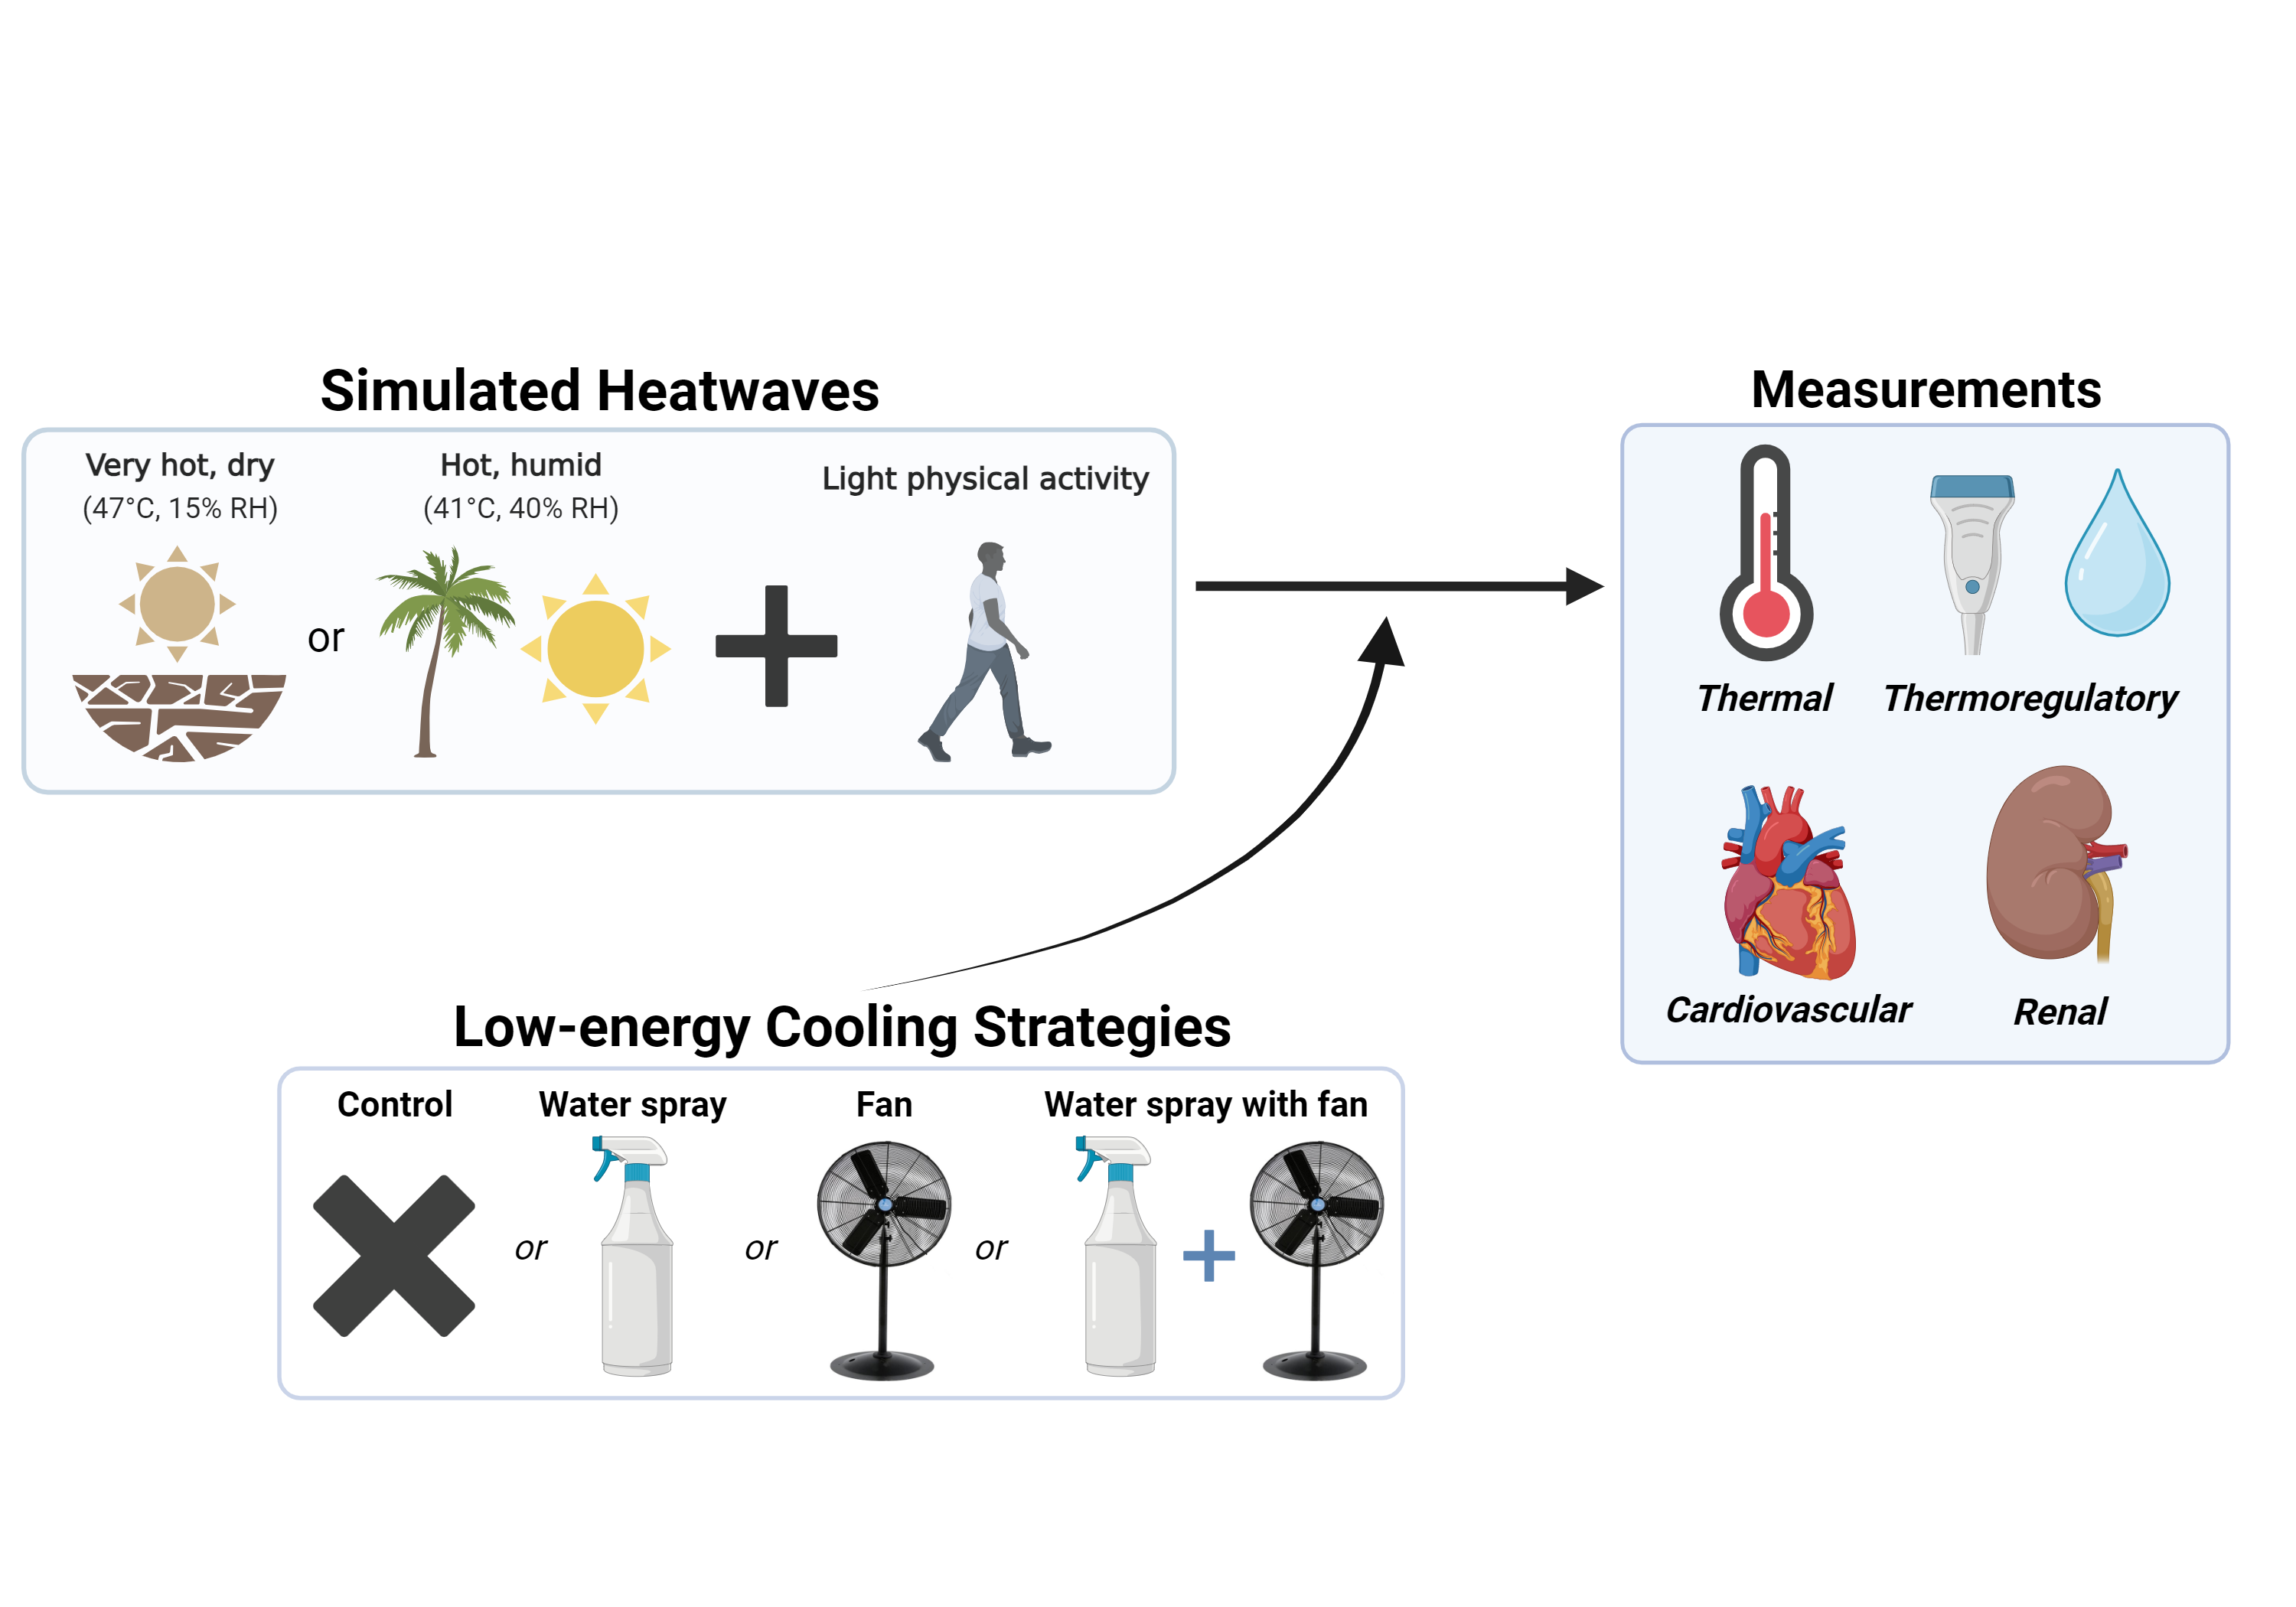 Simulated Heatwaves
Very hot, dry
(47°C, 15% RH)
or
Hot, humid
(41°C, 40% RH)
Light physical activity
Measurements
Thermal
Thermoregulatory
Cardiovascular
Renal
Low-energy Cooling Strategies
Control
or
Water spray
or
Fan
or
Water spray with fan